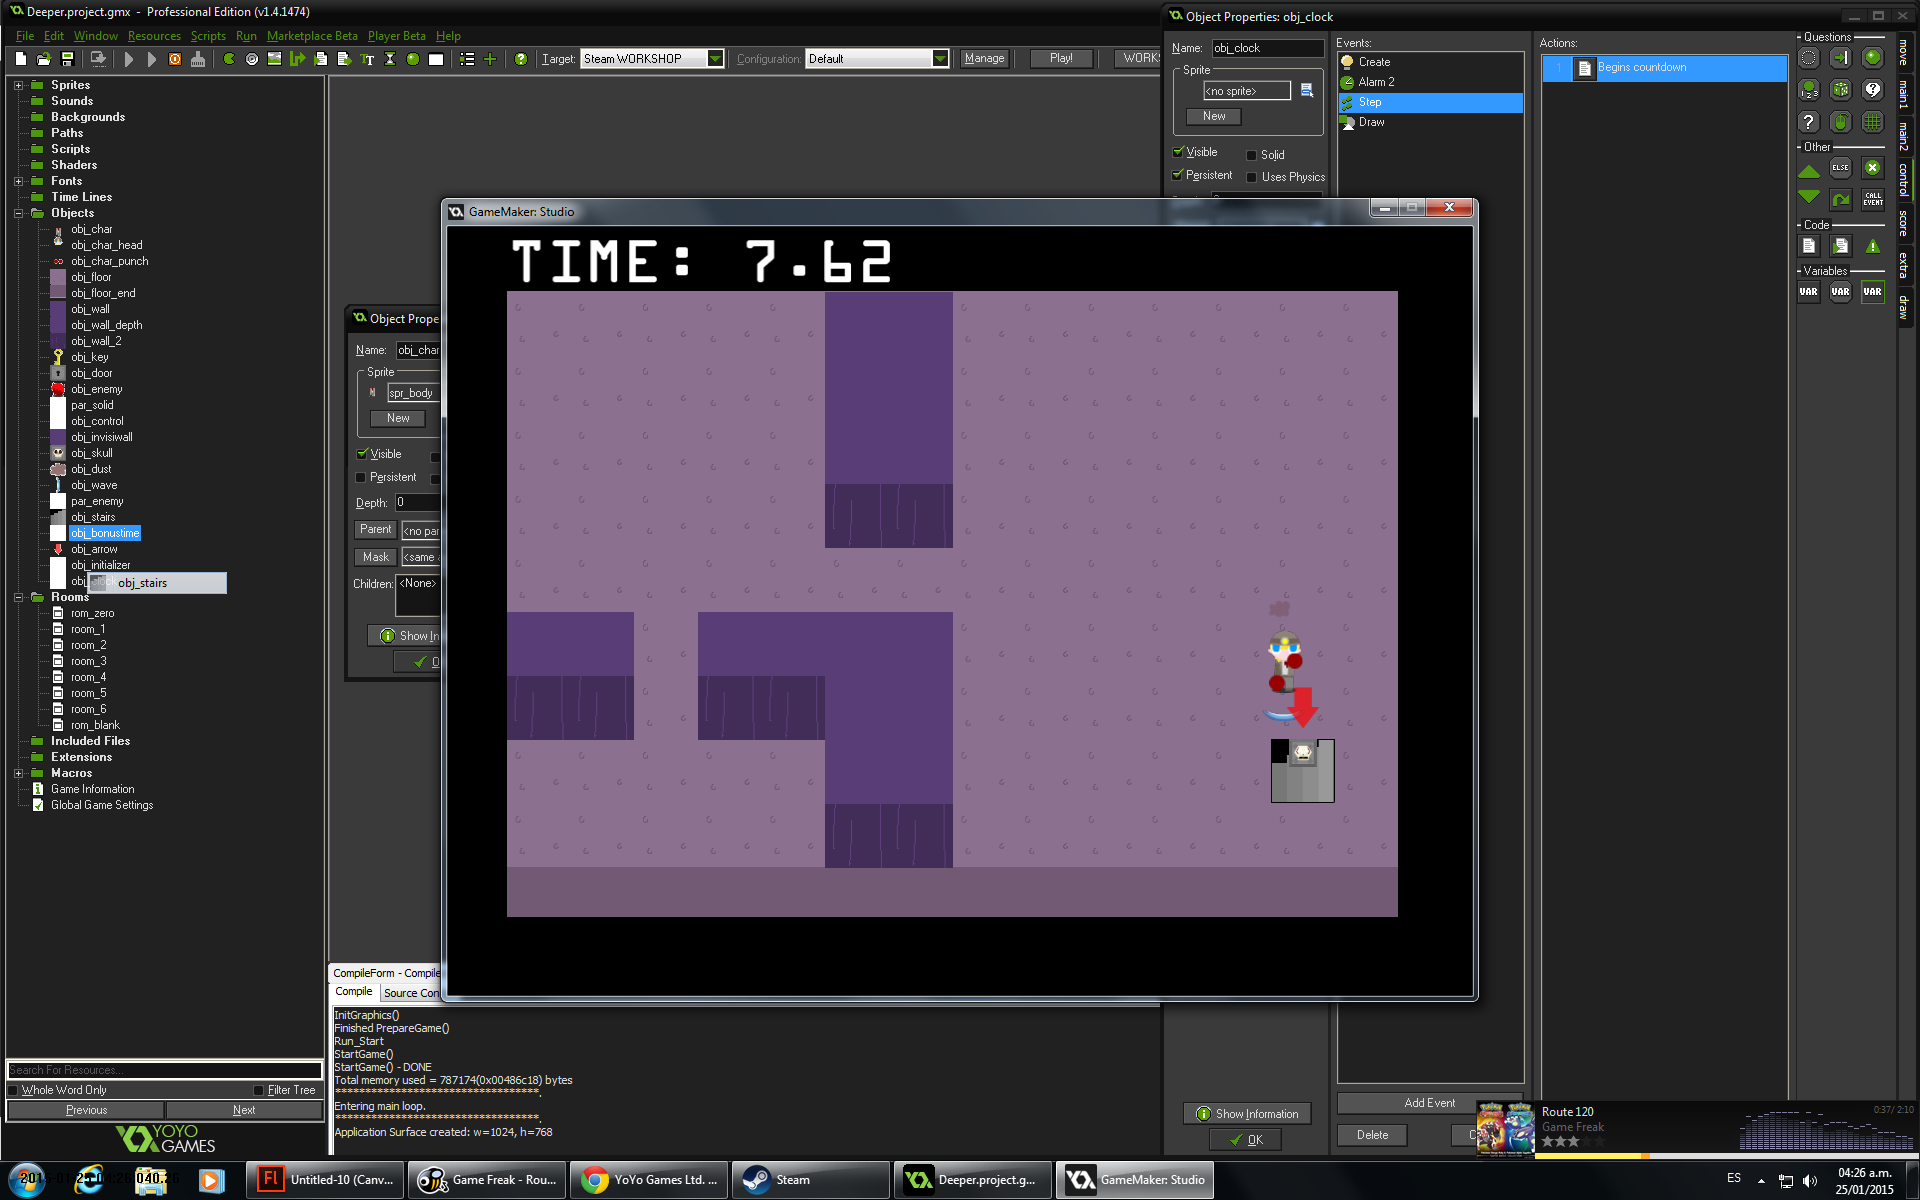 Deeper.project.gmx - Professional Edition (v1.4.1474)
File Edit Window Resources Scripts Run Marketplace Beta Player Beta Help
Target: Steam WORKSHOP Configuration: Default Manage Play! WORKS
Sprites
Sounds
Backgrounds
Paths
Scripts
Shaders
Fonts
Time Lines
Objects
obj_char
obj_char_head
obj_char_punch
obj_floor
obj_floor_end
obj_wall
obj_wall_depth
obj_wall_2
obj_key
obj_door
obj_enemy
par_solid
obj_control
obj_invisiwall
obj_skull
obj_dust
obj_wave
par_enemy
obj_stairs
obj_bonustime
obj_arrow
obj_initializer
obj_stairs
Rooms
rom_zero
room_1
room_2
room_3
room_4
room_5
room_6
rom_blank
Included Files
Extensions
Macros
Game Information
Global Game Settings
Search For Resources...
Whole Word Only Filter Tree
Previous Next
YOYO GAMES
Object Prope
Name: obj_char
Sprite
spr_body
New
Visible
Persistent
Depth: 0
Parent <no par
Mask <same a
Children: <None>
Show In
O
GameMaker: Studio
TIME: 7.62
Object Properties: obj_clock
Name: obj_clock
Sprite
<no sprite>
New
Visible Solid
Persistent Uses Physics
Events:
Create
Alarm 2
Step
Draw
Actions:
1 Begins countdown
Questions
Other
ELSE
CALL EVENT
Code
Variables
VAR VAR VAR
move
main1
main2
control
score
extra
draw
Show Information
OK
Add Event
Delete
CompileForm - Compile
Compile Source Con
InitGraphics()
Finished PrepareGame()
Run_Start
StartGame()
StartGame() - DONE
Total memory used = 787174(0x00486c18) bytes
**********************************.
Entering main loop.
**********************************.
Application Surface created: w=1024, h=768
Route 120
Game Freak
0:37/ 2:10
Untitled-10 (Canv...
Game Freak - Rou...
YoYo Games Ltd. ...
Steam
Deeper.project.g...
GameMaker: Studio
ES
04:26 a.m.
25/01/2015